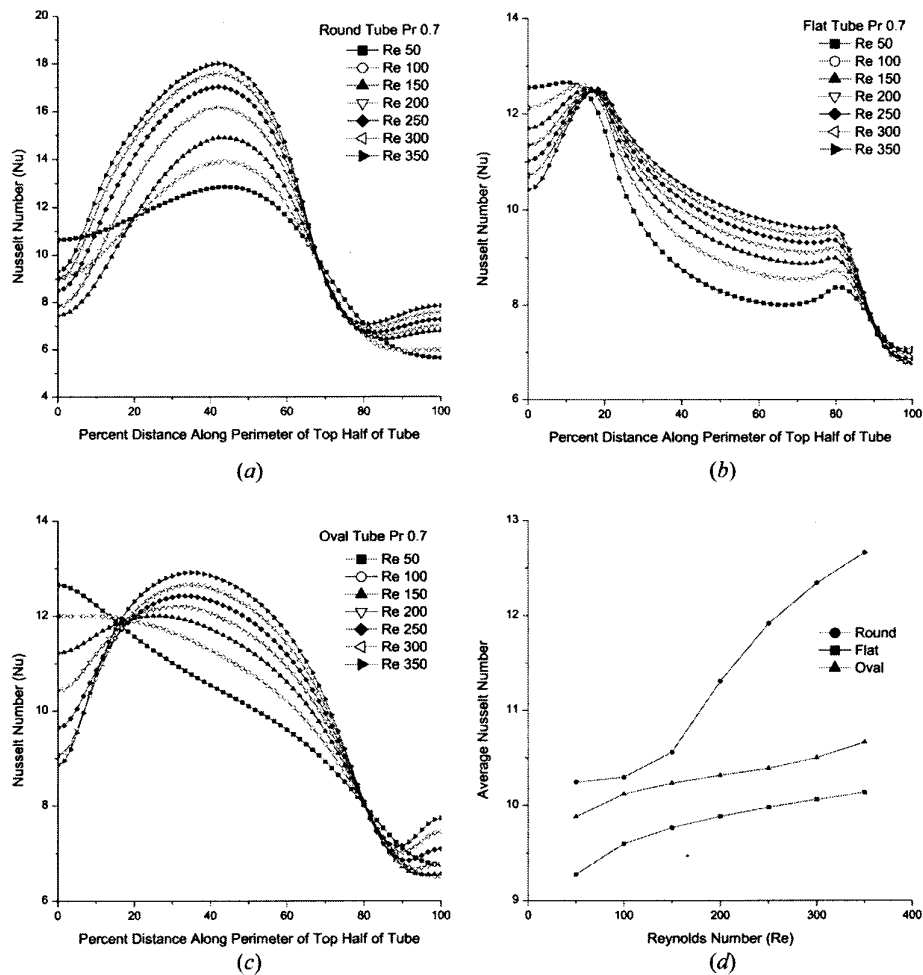 20
18
16
14
12
10
8
6
4
Nusselt Number (Nu)
Round Tube Pr 0.7
Re 50
Re 100
Re 150
Re 200
Re 250
Re 300
Re 350
0 20 40 60 80 100
Percent Distance Along Perimeter of Top Half of Tube
(a)
14
12
10
8
6
Nusselt Number (Nu)
Flat Tube Pr 0.7
Re 50
Re 100
Re 150
Re 200
Re 250
Re 300
Re 350
0 20 40 60 80 100
Percent Distance Along Perimeter of Top Half of Tube
(b)
14
12
10
8
6
Nusselt Number (Nu)
Oval Tube Pr 0.7
Re 50
Re 100
Re 150
Re 200
Re 250
Re 300
Re 350
0 20 40 60 80 100
Percent Distance Along Perimeter of Top Half of Tube
(c)
13
12
11
10
9
Average Nusselt Number
Round
Flat
Oval
0 100 200 300 400
Reynolds Number (Re)
(d)